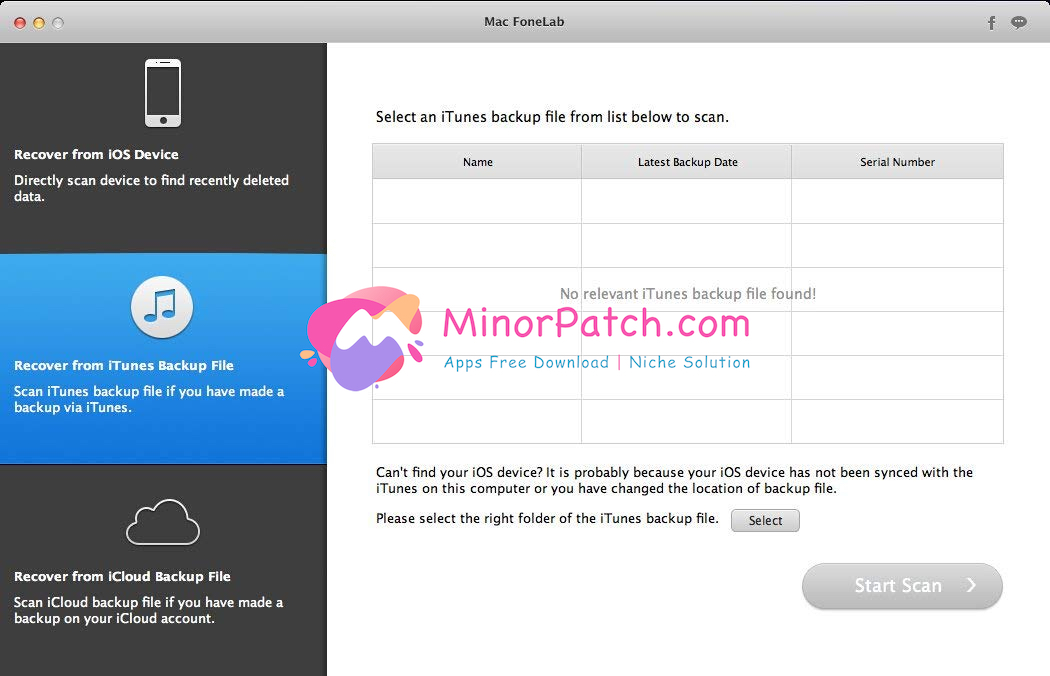 Mac FoneLab
Recover from iOS Device
Directly scan device to find recently deleted
data.
Recover from iTunes Backup File
Scan iTunes backup file if you have made a
backup via iTunes.
Recover from iCloud Backup File
Scan iCloud backup file if you have made a
backup on your iCloud account.
Select an iTunes backup file from list below to scan.
Name Latest Backup Date Serial Number
No relevant iTunes backup file found!
MinorPatch.com
Apps Free Download | Niche Solution
Can't find your iOS device? It is probably because your iOS device has not been synced with the
iTunes on this computer or you have changed the location of backup file.
Please select the right folder of the iTunes backup file. Select
Start Scan